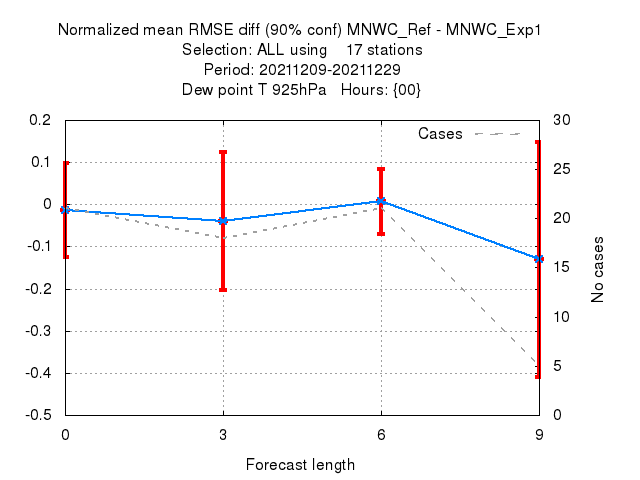 Normalized mean RMSE diff (90% conf) MNWC_Ref - MNWC_Exp1
Selection: ALL using    17 stations
Period: 20211209-20211229
Dew point T 925hPa   Hours: {00}
Cases
0.2
0.1
0
-0.1
-0.2
-0.3
-0.4
-0.5
30
25
20
15
10
5
0
No cases
0 3 6 9
Forecast length